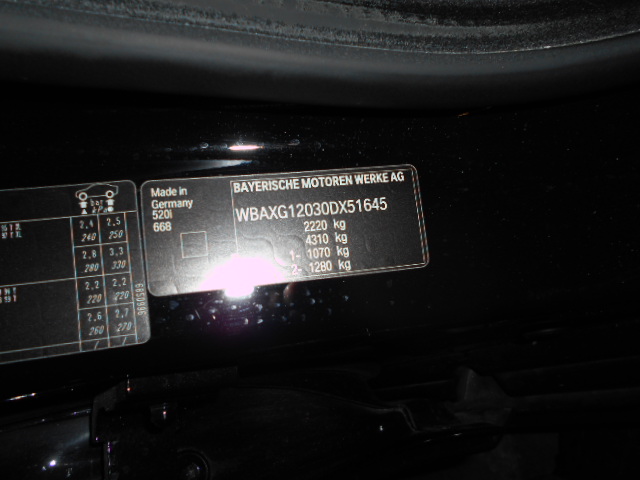 bar
2,4 2,5
240 250
2,8 3,3
280 330
2,2 2,2
220 220
2,6 2,7
260 270
/ /
Made in
Germany
520i
668
BAYERISCHE MOTOREN WERKE AG
WBAXG12030DX51645
2220 kg
4310 kg
1- 1070 kg
2- 1280 kg